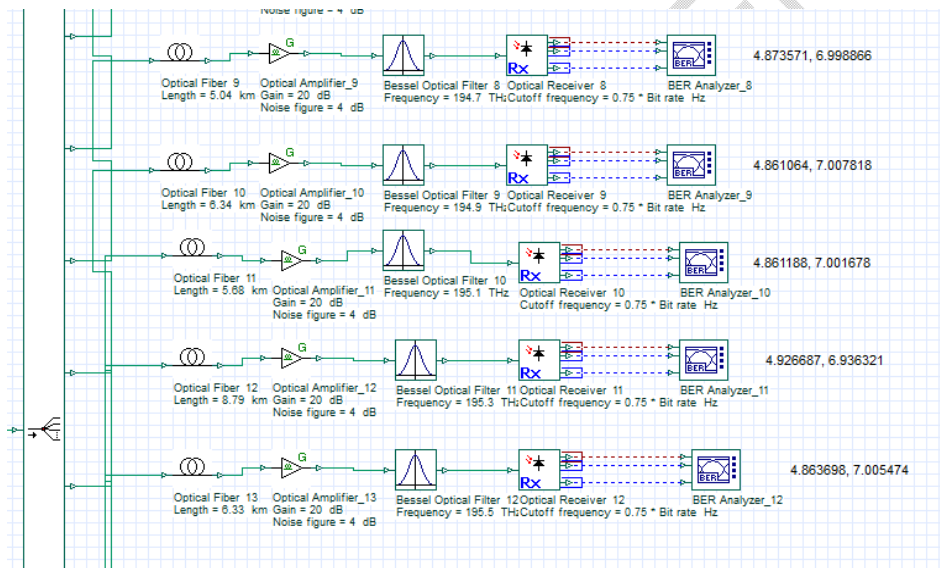 Noise figure = 4 dB
G
Rx
BER
4.873571, 6.998866
Optical Fiber 9
Length = 5.04 km
Optical Amplifier_9
Gain = 20 dB
Noise figure = 4 dB
Bessel Optical Filter 8
Frequency = 194.7 THz
Optical Receiver 8
Cutoff frequency = 0.75 * Bit rate Hz
BER Analyzer_8
G
Rx
BER
4.861064, 7.007818
Optical Fiber 10
Length = 6.34 km
Optical Amplifier_10
Gain = 20 dB
Noise figure = 4 dB
Bessel Optical Filter 9
Frequency = 194.9 THz
Optical Receiver 9
Cutoff frequency = 0.75 * Bit rate Hz
BER Analyzer_9
G
Rx
BER
4.861188, 7.001678
Optical Fiber 11
Length = 5.68 km
Optical Amplifier_11
Gain = 20 dB
Noise figure = 4 dB
Bessel Optical Filter 10
Frequency = 195.1 THz
Optical Receiver 10
Cutoff frequency = 0.75 * Bit rate Hz
BER Analyzer_10
G
Rx
BER
4.926687, 6.936321
Optical Fiber 12
Length = 8.79 km
Optical Amplifier_12
Gain = 20 dB
Noise figure = 4 dB
Bessel Optical Filter 11
Frequency = 195.3 THz
Optical Receiver 11
Cutoff frequency = 0.75 * Bit rate Hz
BER Analyzer_11
G
Rx
BER
4.863698, 7.005474
Optical Fiber 13
Length = 6.33 km
Optical Amplifier_13
Gain = 20 dB
Noise figure = 4 dB
Bessel Optical Filter 12
Frequency = 195.5 THz
Optical Receiver 12
Cutoff frequency = 0.75 * Bit rate Hz
BER Analyzer_12